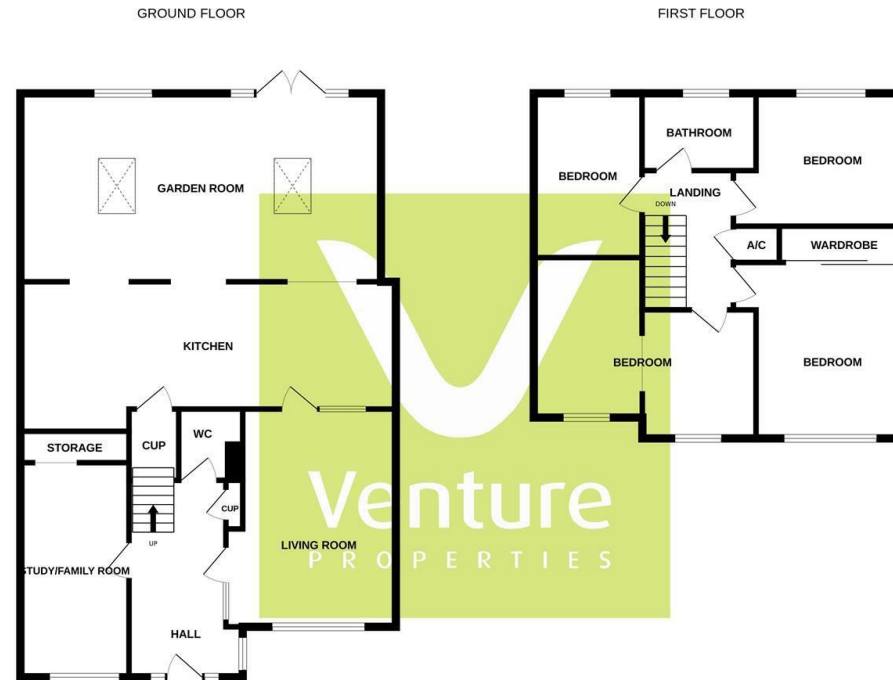 GROUND FLOOR
GARDEN ROOM
KITCHEN
STORAGE
CUP
WC
CUP
UP
STUDY/FAMILY ROOM
LIVING ROOM
HALL
FIRST FLOOR
BATHROOM
BEDROOM
BEDROOM
LANDING
DOWN
A/C
WARDROBE
BEDROOM
BEDROOM
Venture
PROPERTIES